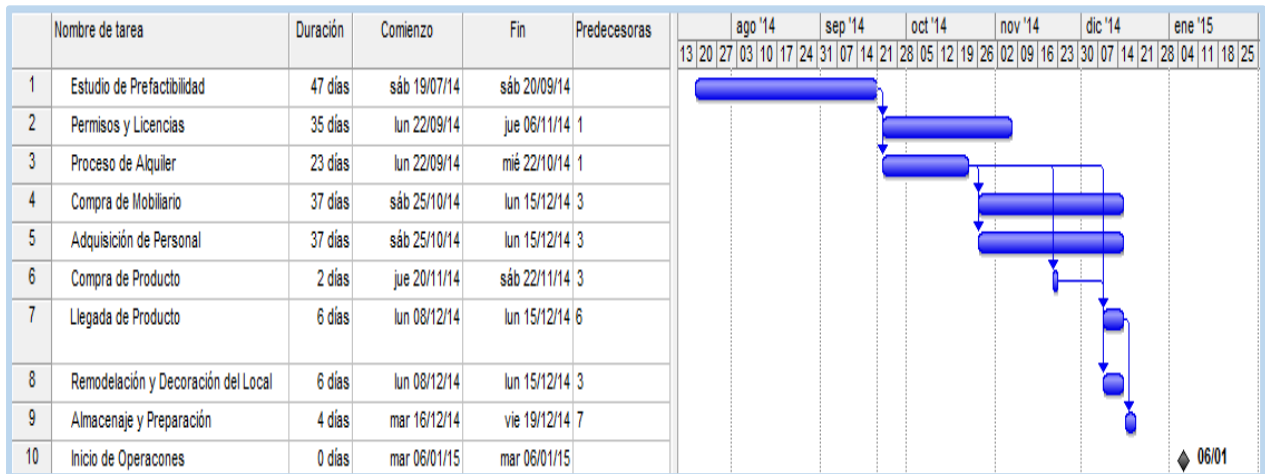 Nombre de tarea Duración Comienzo Fin Predecesoras ago '14 sep '14 oct '14 nov '14 dic '14 ene '15
13 20 27 03 10 17 24 31 07 14 21 28 05 12 19 26 02 09 16 23 30 07 14 21 28 04 11 18 25
1 Estudio de Prefactibilidad 47 días sáb 19/07/14 sáb 20/09/14
2 Permisos y Licencias 35 días lun 22/09/14 jue 06/11/14 1
3 Proceso de Alquiler 23 días lun 22/09/14 mié 22/10/14 1
4 Compra de Mobiliario 37 días sáb 25/10/14 lun 15/12/14 3
5 Adquisición de Personal 37 días sáb 25/10/14 lun 15/12/14 3
6 Compra de Producto 2 días jue 20/11/14 sáb 22/11/14 3
7 Llegada de Producto 6 días lun 08/12/14 lun 15/12/14 6
8 Remodelación y Decoración del Local 6 días lun 08/12/14 lun 15/12/14 3
9 Almacenaje y Preparación 4 días mar 16/12/14 vie 19/12/14 7
10 Inicio de Operacones 0 días mar 06/01/15 mar 06/01/15 06/01